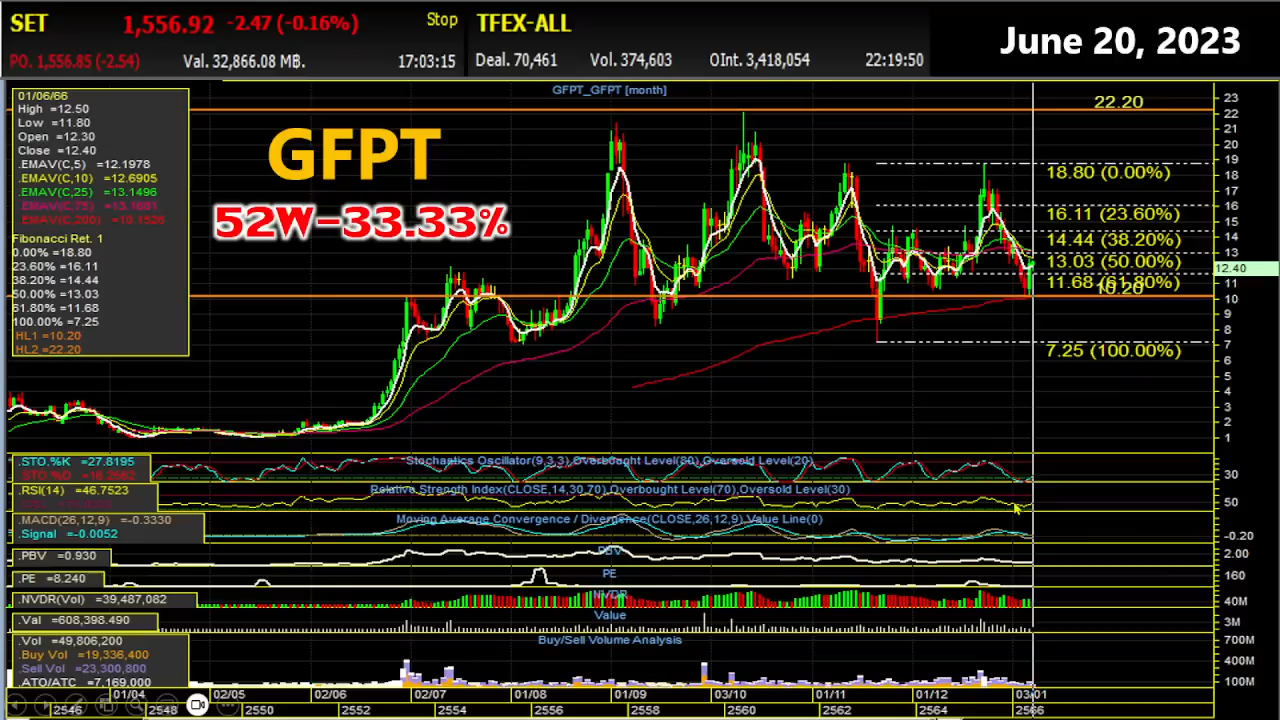 SET 1,556.92 -2.47 (-0.16%) Stop TFEX-ALL June 20, 2023
PO. 1,556.85 (-2.54) Val. 32,866.08 MB. 17:03:15 Deal. 70,461 Vol. 374,603 OInt. 3,418,054 22:19:50
GFPT_GFPT [month]
01/06/66
High =12.50
Low =11.80
Open =12.30
Close =12.40
.EMAV(C,5) =12.1978
.EMAV(C,10) =12.6905
.EMAV(C,25) =13.1496
.EMAV(C,75) =13.1681
.EMAV(C,200) =10.1526
Fibonacci Ret. 1
0.00% =18.80
23.60% =16.11
38.20% =14.44
50.00% =13.03
61.80% =11.68
100.00% =7.25
HL1 =10.20
HL2 =22.20
GFPT
52W-33.33%
22.20
18.80 (0.00%)
16.11 (23.60%)
14.44 (38.20%)
13.03 (50.00%)
11.68 (61.80%)
10.20
7.25 (100.00%)
23
22
21
20
19
18
17
16
15
14
13
12.40
11
10
9
8
7
6
5
4
3
2
1
.STO.%K =27.8195
Stochastics Oscillator(9,3,3),Overbought Level(80),Oversold Level(20)
30
.RSI(14) =46.7523
Relative Strength Index(CLOSE,14,30,70),Overbought Level(70),Oversold Level(30)
50
.MACD(26,12,9) =-0.3330
.Signal =-0.0052
Moving Average Convergence / Divergence(CLOSE,26,12,9),Value Line(0)
-0.20
.PBV =0.930
PBV
2.00
.PE =8.240
PE
160
.NVDR(Vol) =39,487,082
NVDR
40M
.Val =608,398.490
Value
3M
.Vol =49,806,200
.Buy Vol =19,336,400
.Sell Vol =23,300,800
.ATO/ATC =7,169,000
Buy/Sell Volume Analysis
700M
400M
100M
01/04 02/05 02/06 02/07 01/08 01/09 03/10 01/11 01/12 03/01
2546 2548 2550 2552 2554 2556 2558 2560 2562 2564 2566